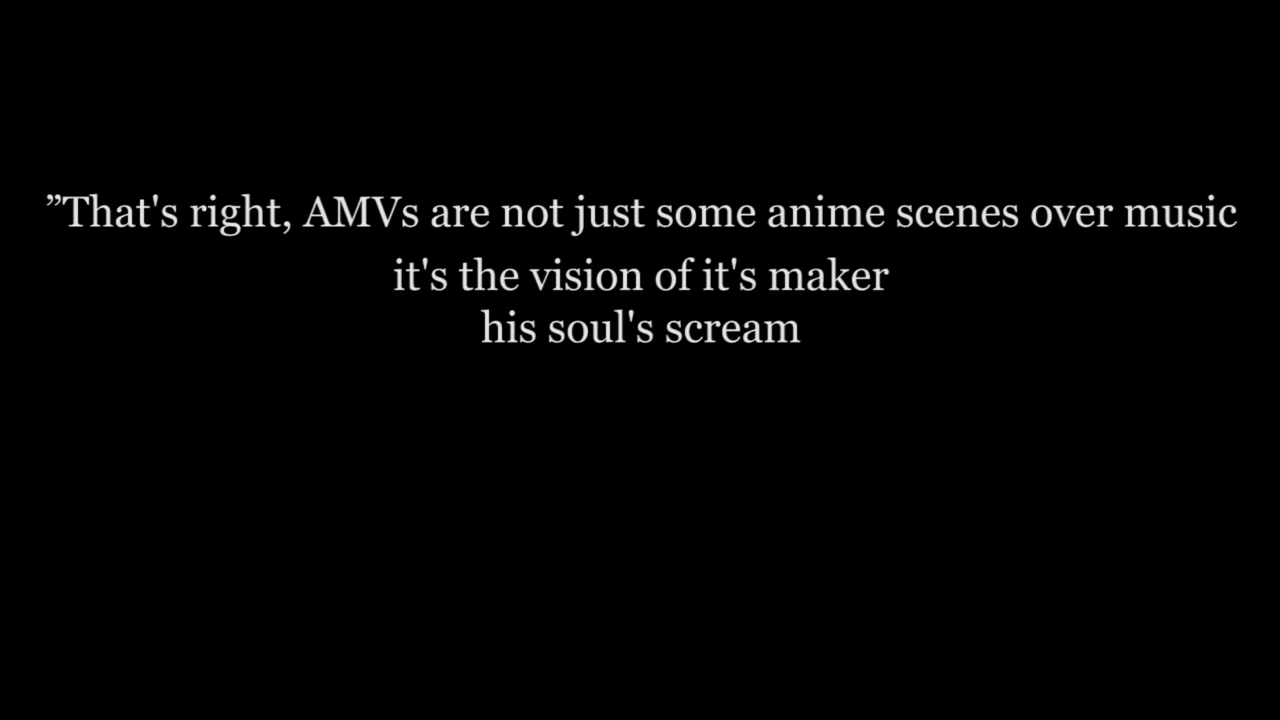 ”That's right, AMVs are not just some anime scenes over music
it's the vision of it's maker
his soul's scream